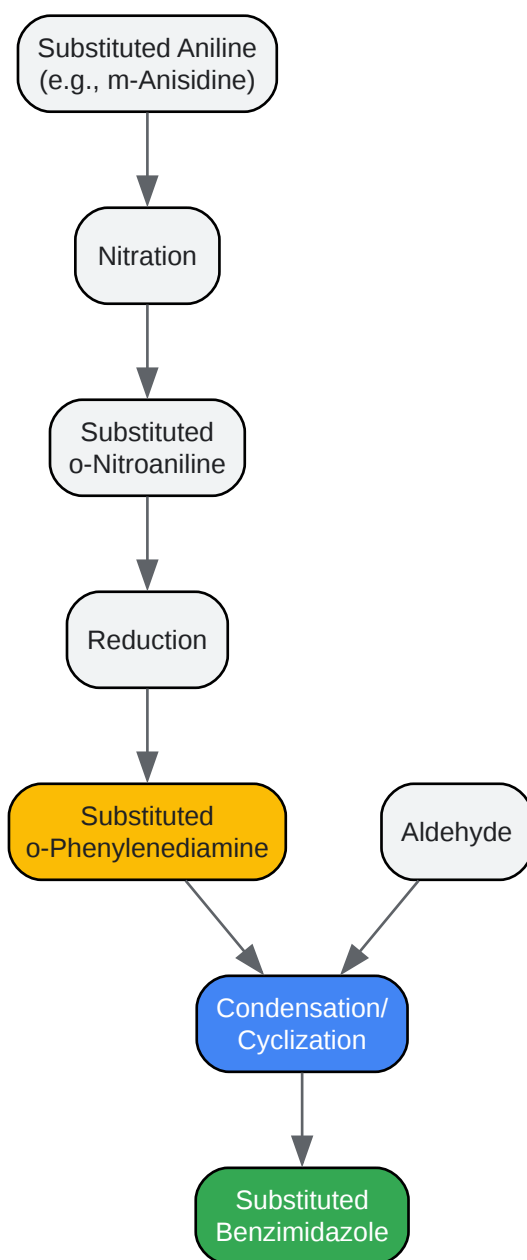 Substituted Aniline
(e.g., m-Anisidine)
Nitration
Substituted
o-Nitroaniline
Reduction
Substituted
o-Phenylenediamine
Aldehyde
Condensation/
Cyclization
Substituted
Benzimidazole